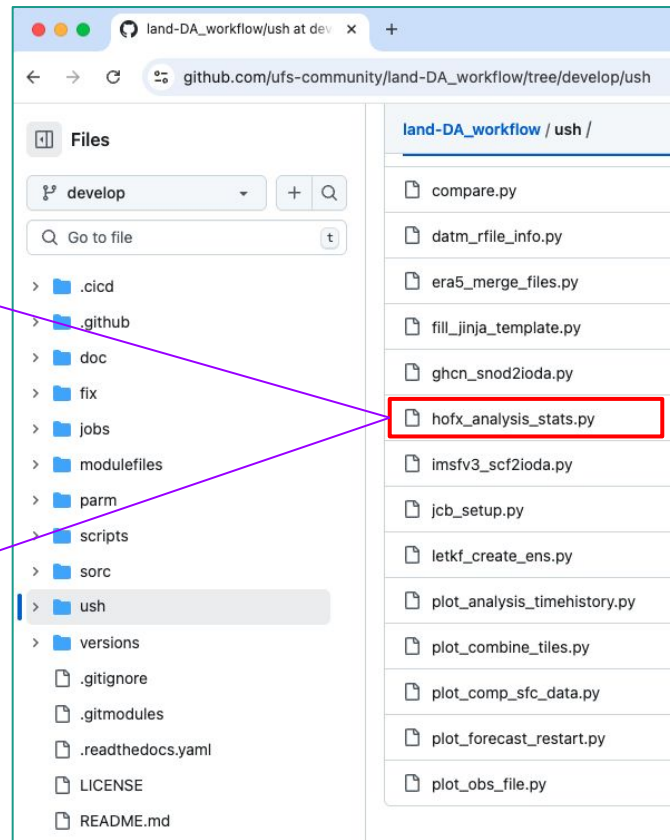 land-DA_workflow/ush at dev
github.com/ufs-community/land-DA_workflow/tree/develop/ush
Files
develop
Go to file
t
.cicd
.github
doc
fix
jobs
modulefiles
parm
scripts
sorc
ush
versions
.gitignore
.gitmodules
.readthedocs.yaml
LICENSE
README.md
land-DA_workflow / ush /
compare.py
datm_rfile_info.py
era5_merge_files.py
fill_jinja_template.py
ghcn_snod2ioda.py
hofx_analysis_stats.py
imsfv3_scf2ioda.py
jcb_setup.py
letkf_create_ens.py
plot_analysis_timehistory.py
plot_combine_tiles.py
plot_comp_sfc_data.py
plot_forecast_restart.py
plot_obs_file.py